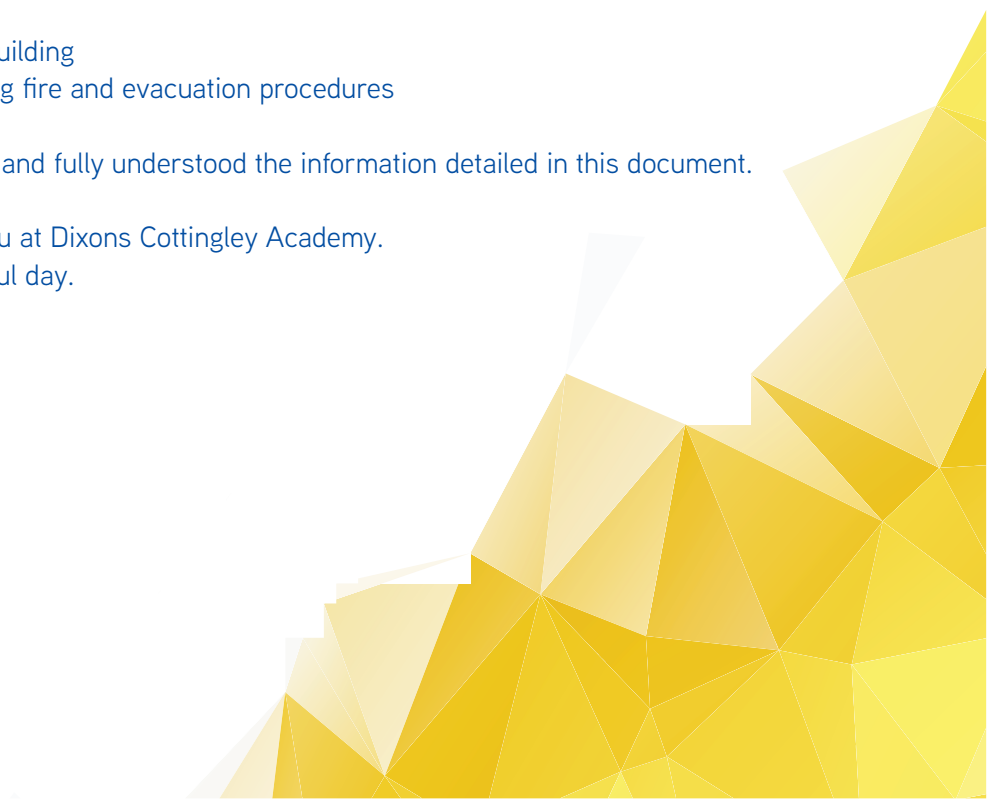 uilding
g fire and evacuation procedures
and fully understood the information detailed in this document.
u at Dixons Cottingley Academy.
ul day.